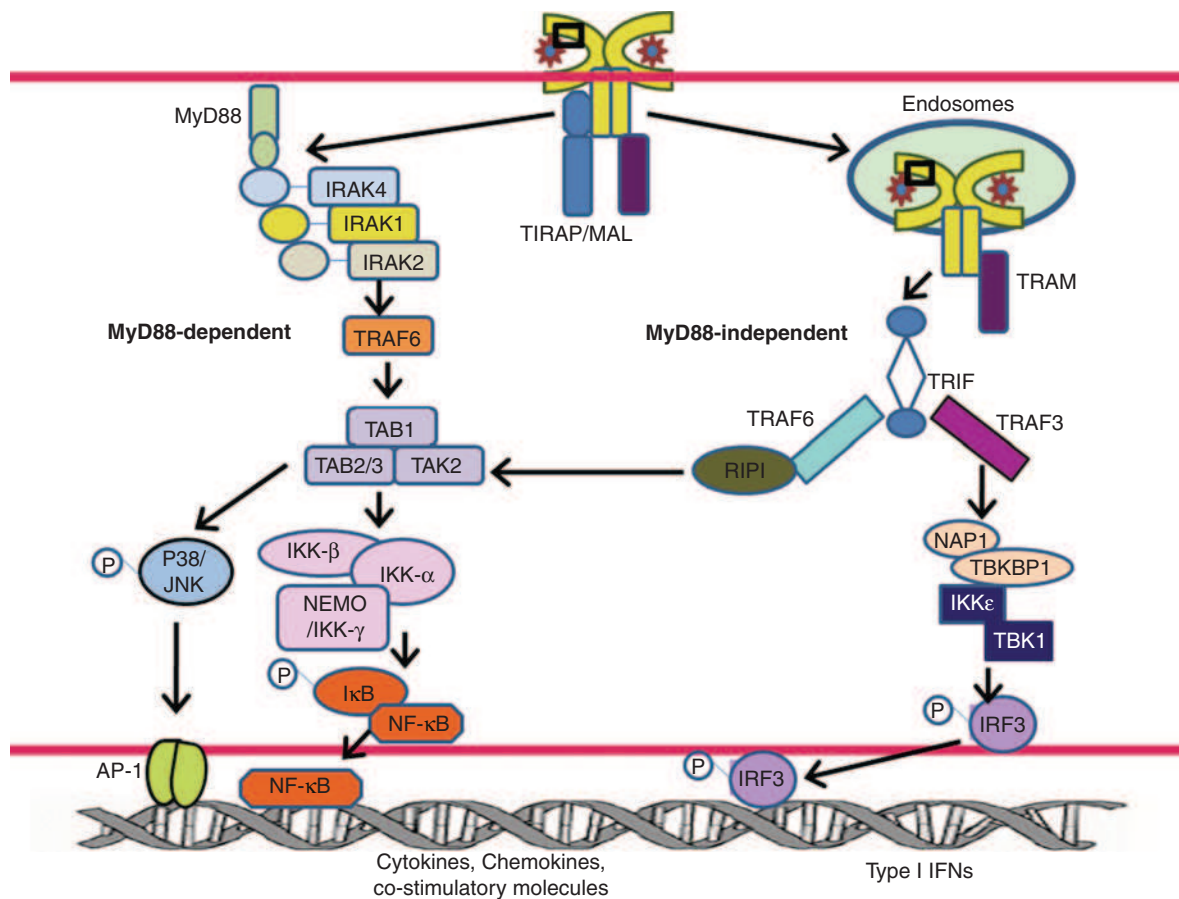 MyD88
Endosomes
IRAK4
IRAK1
IRAK2
TIRAP/MAL
TRAM
MyD88-dependent
MyD88-independent
TRAF6
TRIF
TRAF6
TRAF3
TAB1
TAB2/3
TAK2
RIPI
NAP1
TBKBP1
P
P38/
JNK
IKK-β
IKK-α
NEMO
/IKK-γ
IKKε
TBK1
P
IκB
NF-κB
P
IRF3
AP-1
NF-κB
P
IRF3
Cytokines, Chemokines,
co-stimulatory molecules
Type I IFNs